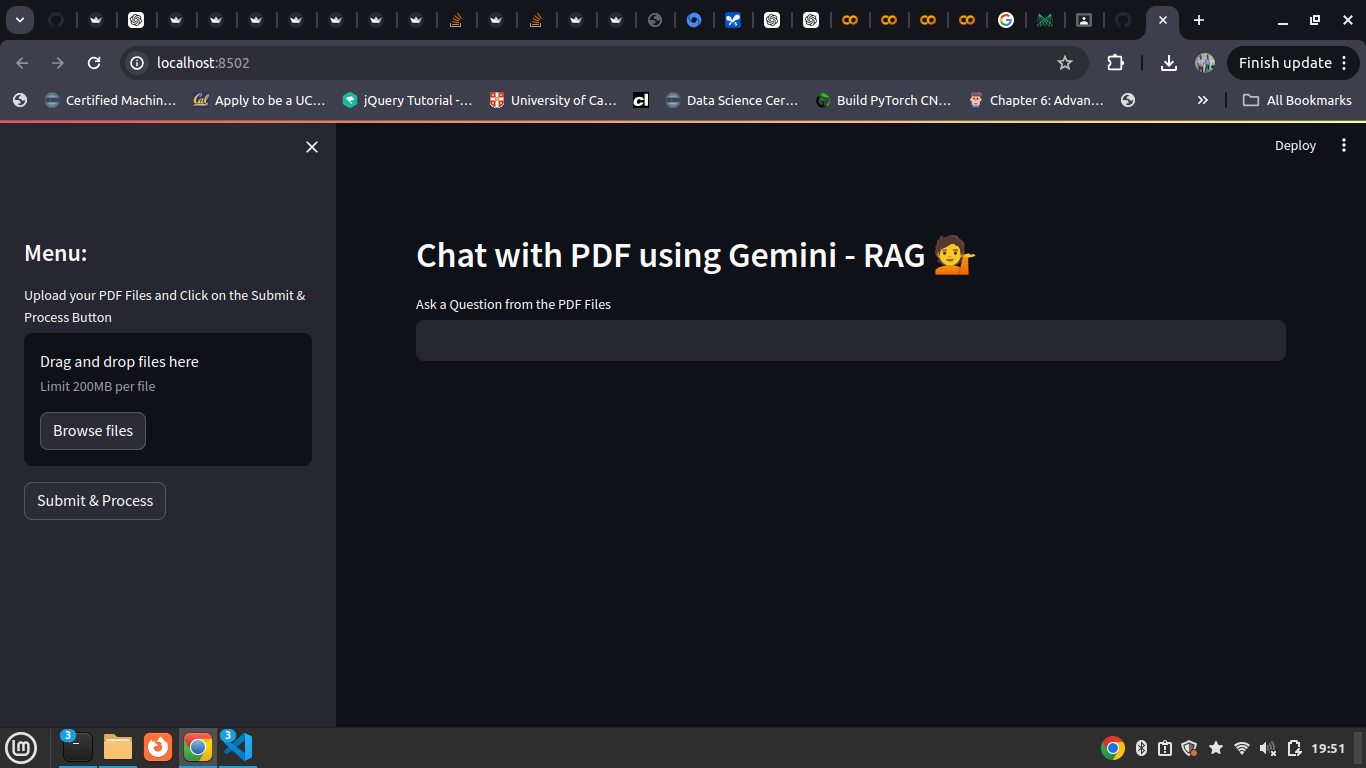 localhost:8502
Finish update
Certified Machin...
Apply to be a UC...
jQuery Tutorial -...
University of Ca...
cl
Data Science Cer...
Build PyTorch CN...
Chapter 6: Advan...
All Bookmarks
Deploy
Menu:
Upload your PDF Files and Click on the Submit &
Process Button
Drag and drop files here
Limit 200MB per file
Browse files
Submit & Process
Chat with PDF using Gemini - RAG 💁
Ask a Question from the PDF Files
3
3
19:51